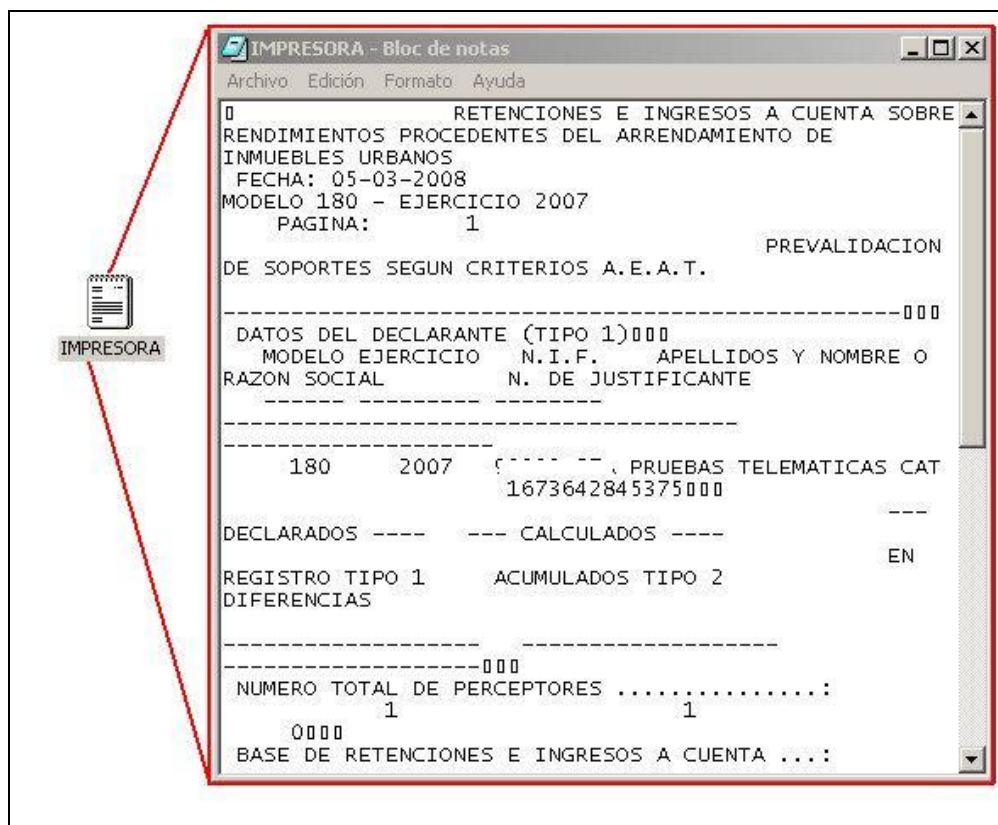 IMPRESORA - Bloc de notas
Archivo Edición Formato Ayuda
RETENCIONES E INGRESOS A CUENTA SOBRE
RENDIMIENTOS PROCEDENTES DEL ARRENDAMIENTO DE
INMUEBLES URBANOS
FECHA: 05-03-2008
MODELO 180 - EJERCICIO 2007
PAGINA: 1
PREVALIDACION
DE SOPORTES SEGUN CRITERIOS A.E.A.T.
---------------------------------------------------▯▯▯
DATOS DEL DECLARANTE (TIPO 1)▯▯▯
MODELO EJERCICIO N.I.F. APELLIDOS Y NOMBRE O
RAZON SOCIAL N. DE JUSTIFICANTE
------ --------- --------
---------------------------------------
--------------------
180 2007 PRUEBAS TELEMATICAS CAT
1673642845375▯▯▯
---
DECLARADOS ---- --- CALCULADOS ----
EN
REGISTRO TIPO 1 ACUMULADOS TIPO 2
DIFERENCIAS
------------------- -------------------
-------------------▯▯▯
NUMERO TOTAL DE PERCEPTORES ...............:
1 1
0▯▯▯
BASE DE RETENCIONES E INGRESOS A CUENTA ...:
IMPRESORA